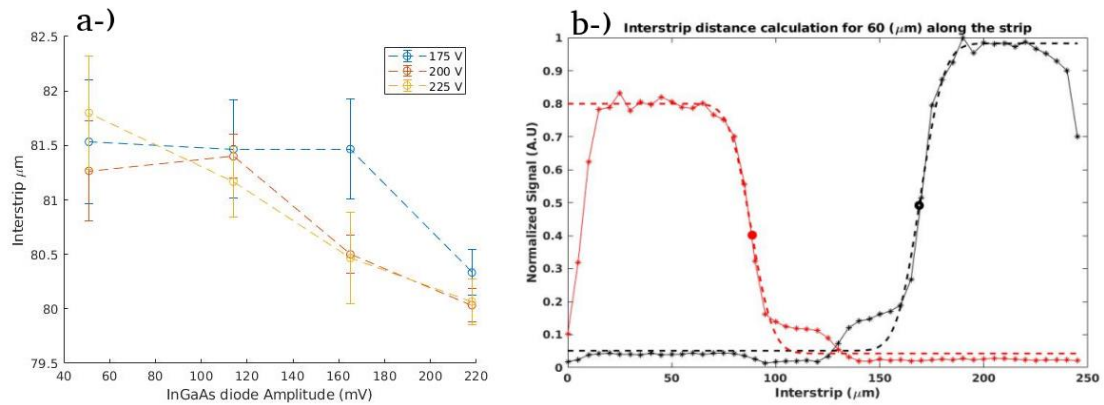 a-)
82.5
82
81.5
81
80.5
80
79.5
Interstrip μm
40 60 80 100 120 140 160 180 200 220
InGaAs diode Amplitude (mV)
175 V
200 V
225 V
b-)
Interstrip distance calculation for 60 (μm) along the strip
1
0.9
0.8
0.7
0.6
0.5
0.4
0.3
0.2
0.1
0
Normalized Signal (A.U)
0 50 100 150 200 250
Interstrip (μm)